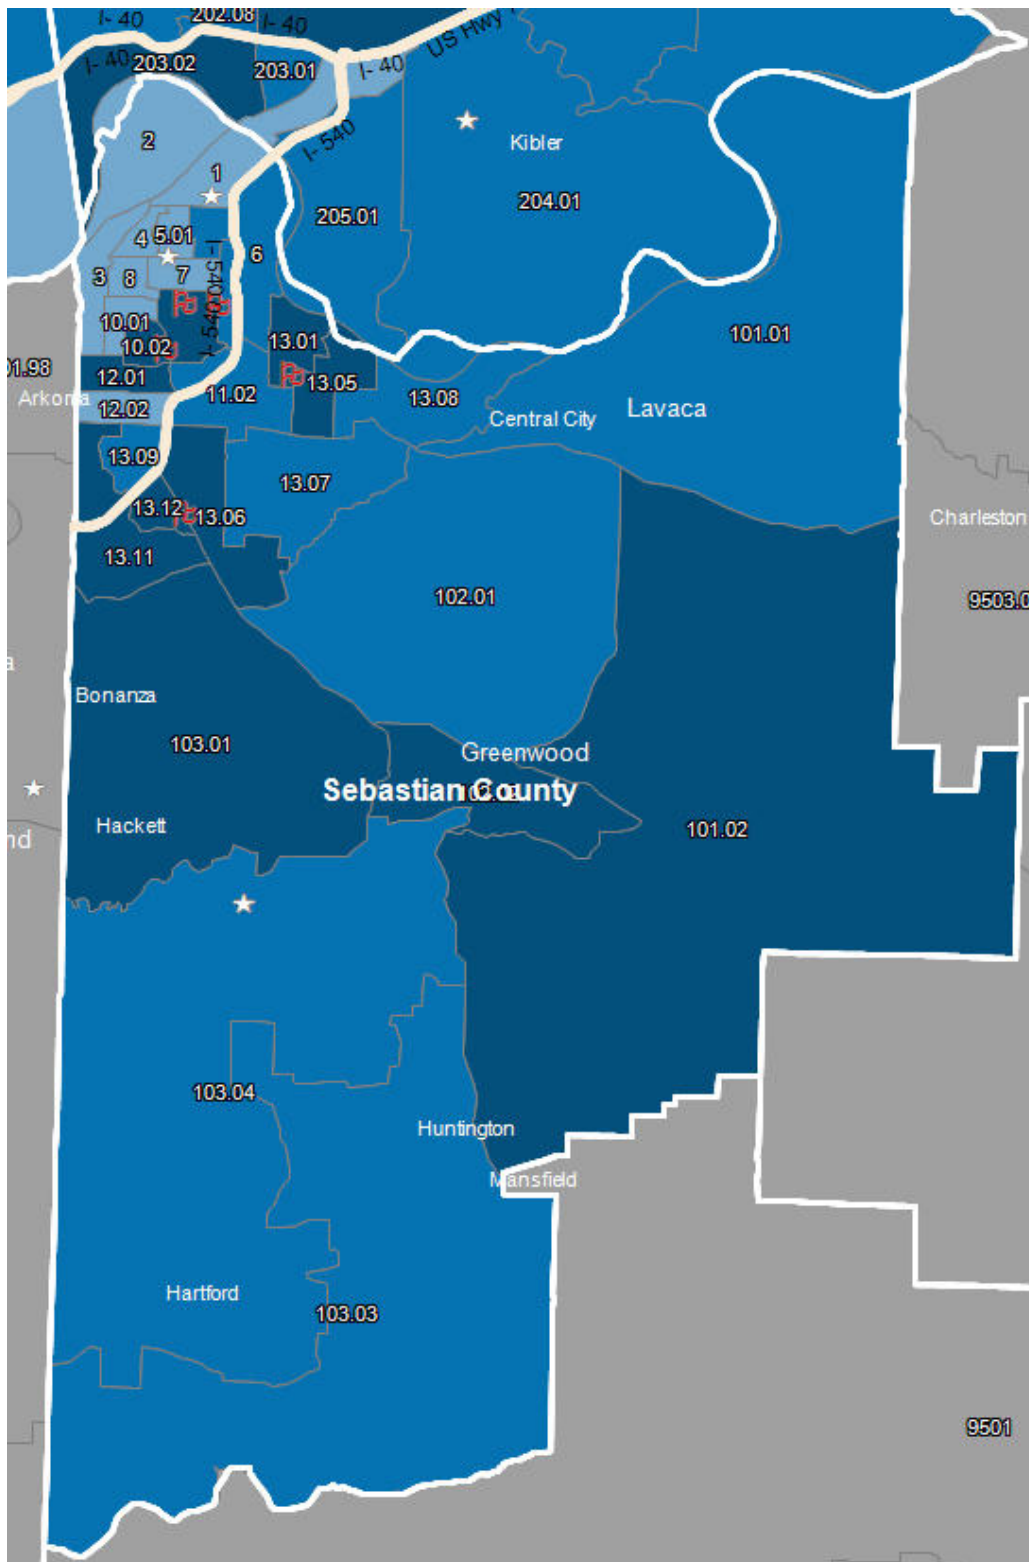 202.08
I- 40
I- 40
US Hwy
I- 40
203.02
203.01
I- 40
2
I- 540
Kibler
1
204.01
205.01
4
5.01
6
3
8
7
I- 540
10.01
I- 540
101.01
10.02
13.01
12.01
13.05
Arkoma
11.02
13.08
12.02
Central City
Lavaca
13.09
13.07
13.12
13.06
Charleston
13.11
102.01
Bonanza
103.01
Greenwood
Sebastian County
Hackett
101.02
103.04
Huntington
Mansfield
Hartford
103.03
9501